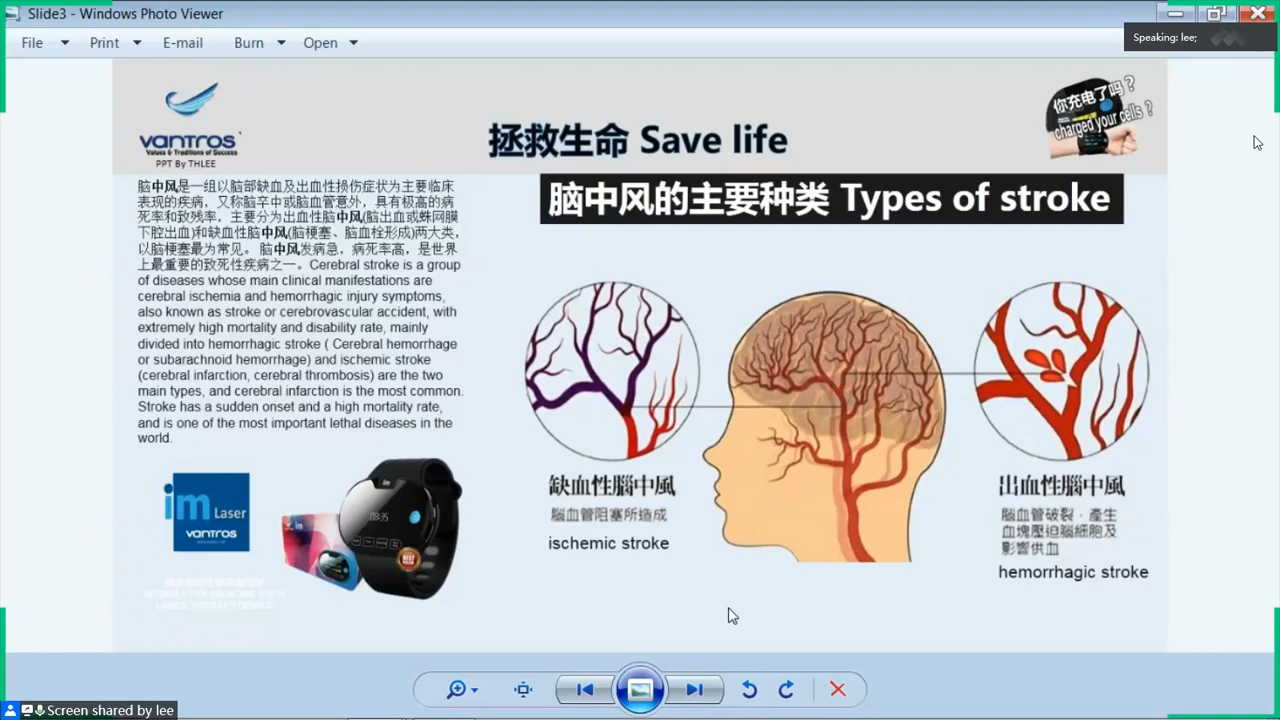 Slide3 - Windows Photo Viewer
File
Print
E-mail
Burn
Open
Speaking: lee;
vantros
Values & Traditions of Success
PPT By THLEE
拯救生命 Save life
你充电了吗？
charged your cells ?
脑中风的主要种类 Types of stroke
脑中风是一组以脑部缺血及出血性损伤症状为主要临床
表现的疾病，又称脑卒中或脑血管意外，具有极高的病
死率和致残率，主要分为出血性脑中风(脑出血或蛛网膜
下腔出血)和缺血性脑中风(脑梗塞、脑血栓形成)两大类，
以脑梗塞最为常见。 脑中风发病急，病死率高，是世界
上最重要的致死性疾病之一。Cerebral stroke is a group
of diseases whose main clinical manifestations are
cerebral ischemia and hemorrhagic injury symptoms,
also known as stroke or cerebrovascular accident, with
extremely high mortality and disability rate, mainly
divided into hemorrhagic stroke ( Cerebral hemorrhage
or subarachnoid hemorrhage) and ischemic stroke
(cerebral infarction, cerebral thrombosis) are the two
main types, and cerebral infarction is the most common.
Stroke has a sudden onset and a high mortality rate,
and is one of the most important lethal diseases in the
world.
im Laser
vantros
im
08:35
BEST
缺血性腦中風
腦血管阻塞所造成
ischemic stroke
出血性腦中風
腦血管破裂，產生
血塊壓迫腦細胞及
影響供血
hemorrhagic stroke
Screen shared by lee